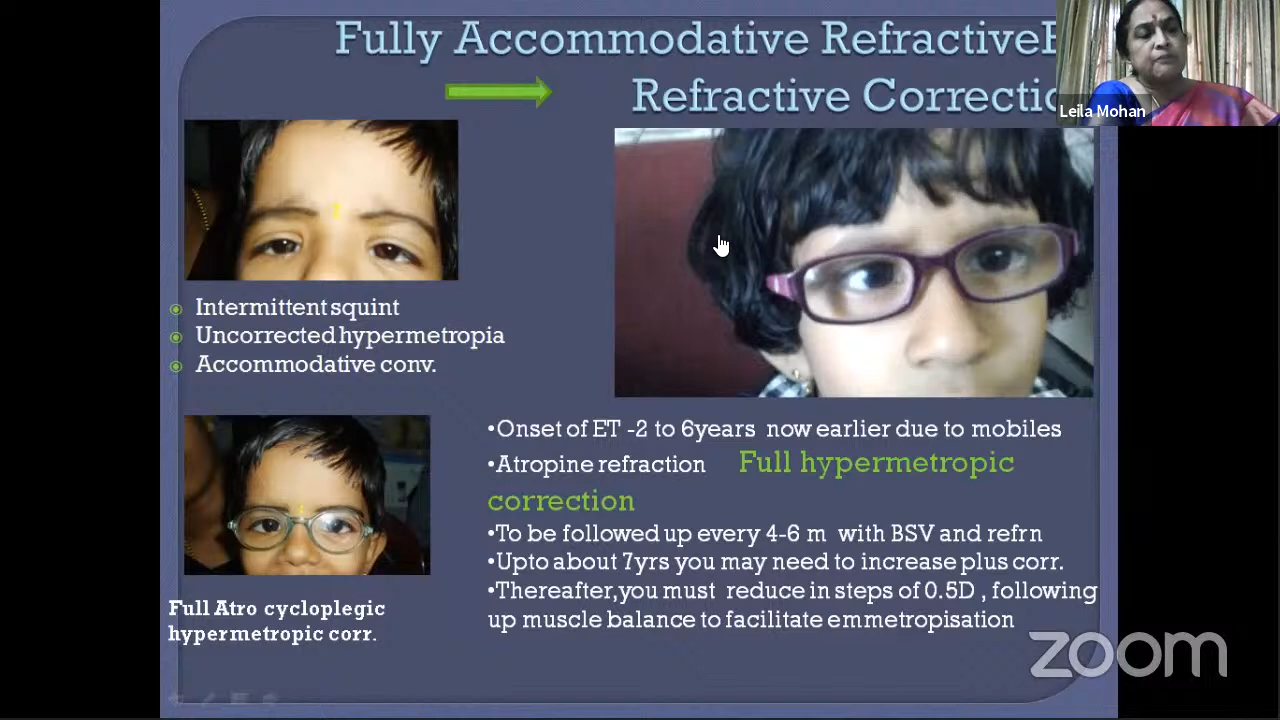 Fully Accommodative Refractive
Refractive Correctio
Leila Mohan
Intermittent squint
Uncorrected hypermetropia
Accommodative conv.
Full Atro cycloplegic
hypermetropic corr.
•Onset of ET -2 to 6years now earlier due to mobiles
•Atropine refraction Full hypermetropic
correction
•To be followed up every 4-6 m with BSV and refrn
•Upto about 7yrs you may need to increase plus corr.
•Thereafter,you must reduce in steps of 0.5D , following
up muscle balance to facilitate emmetropisation
zoom